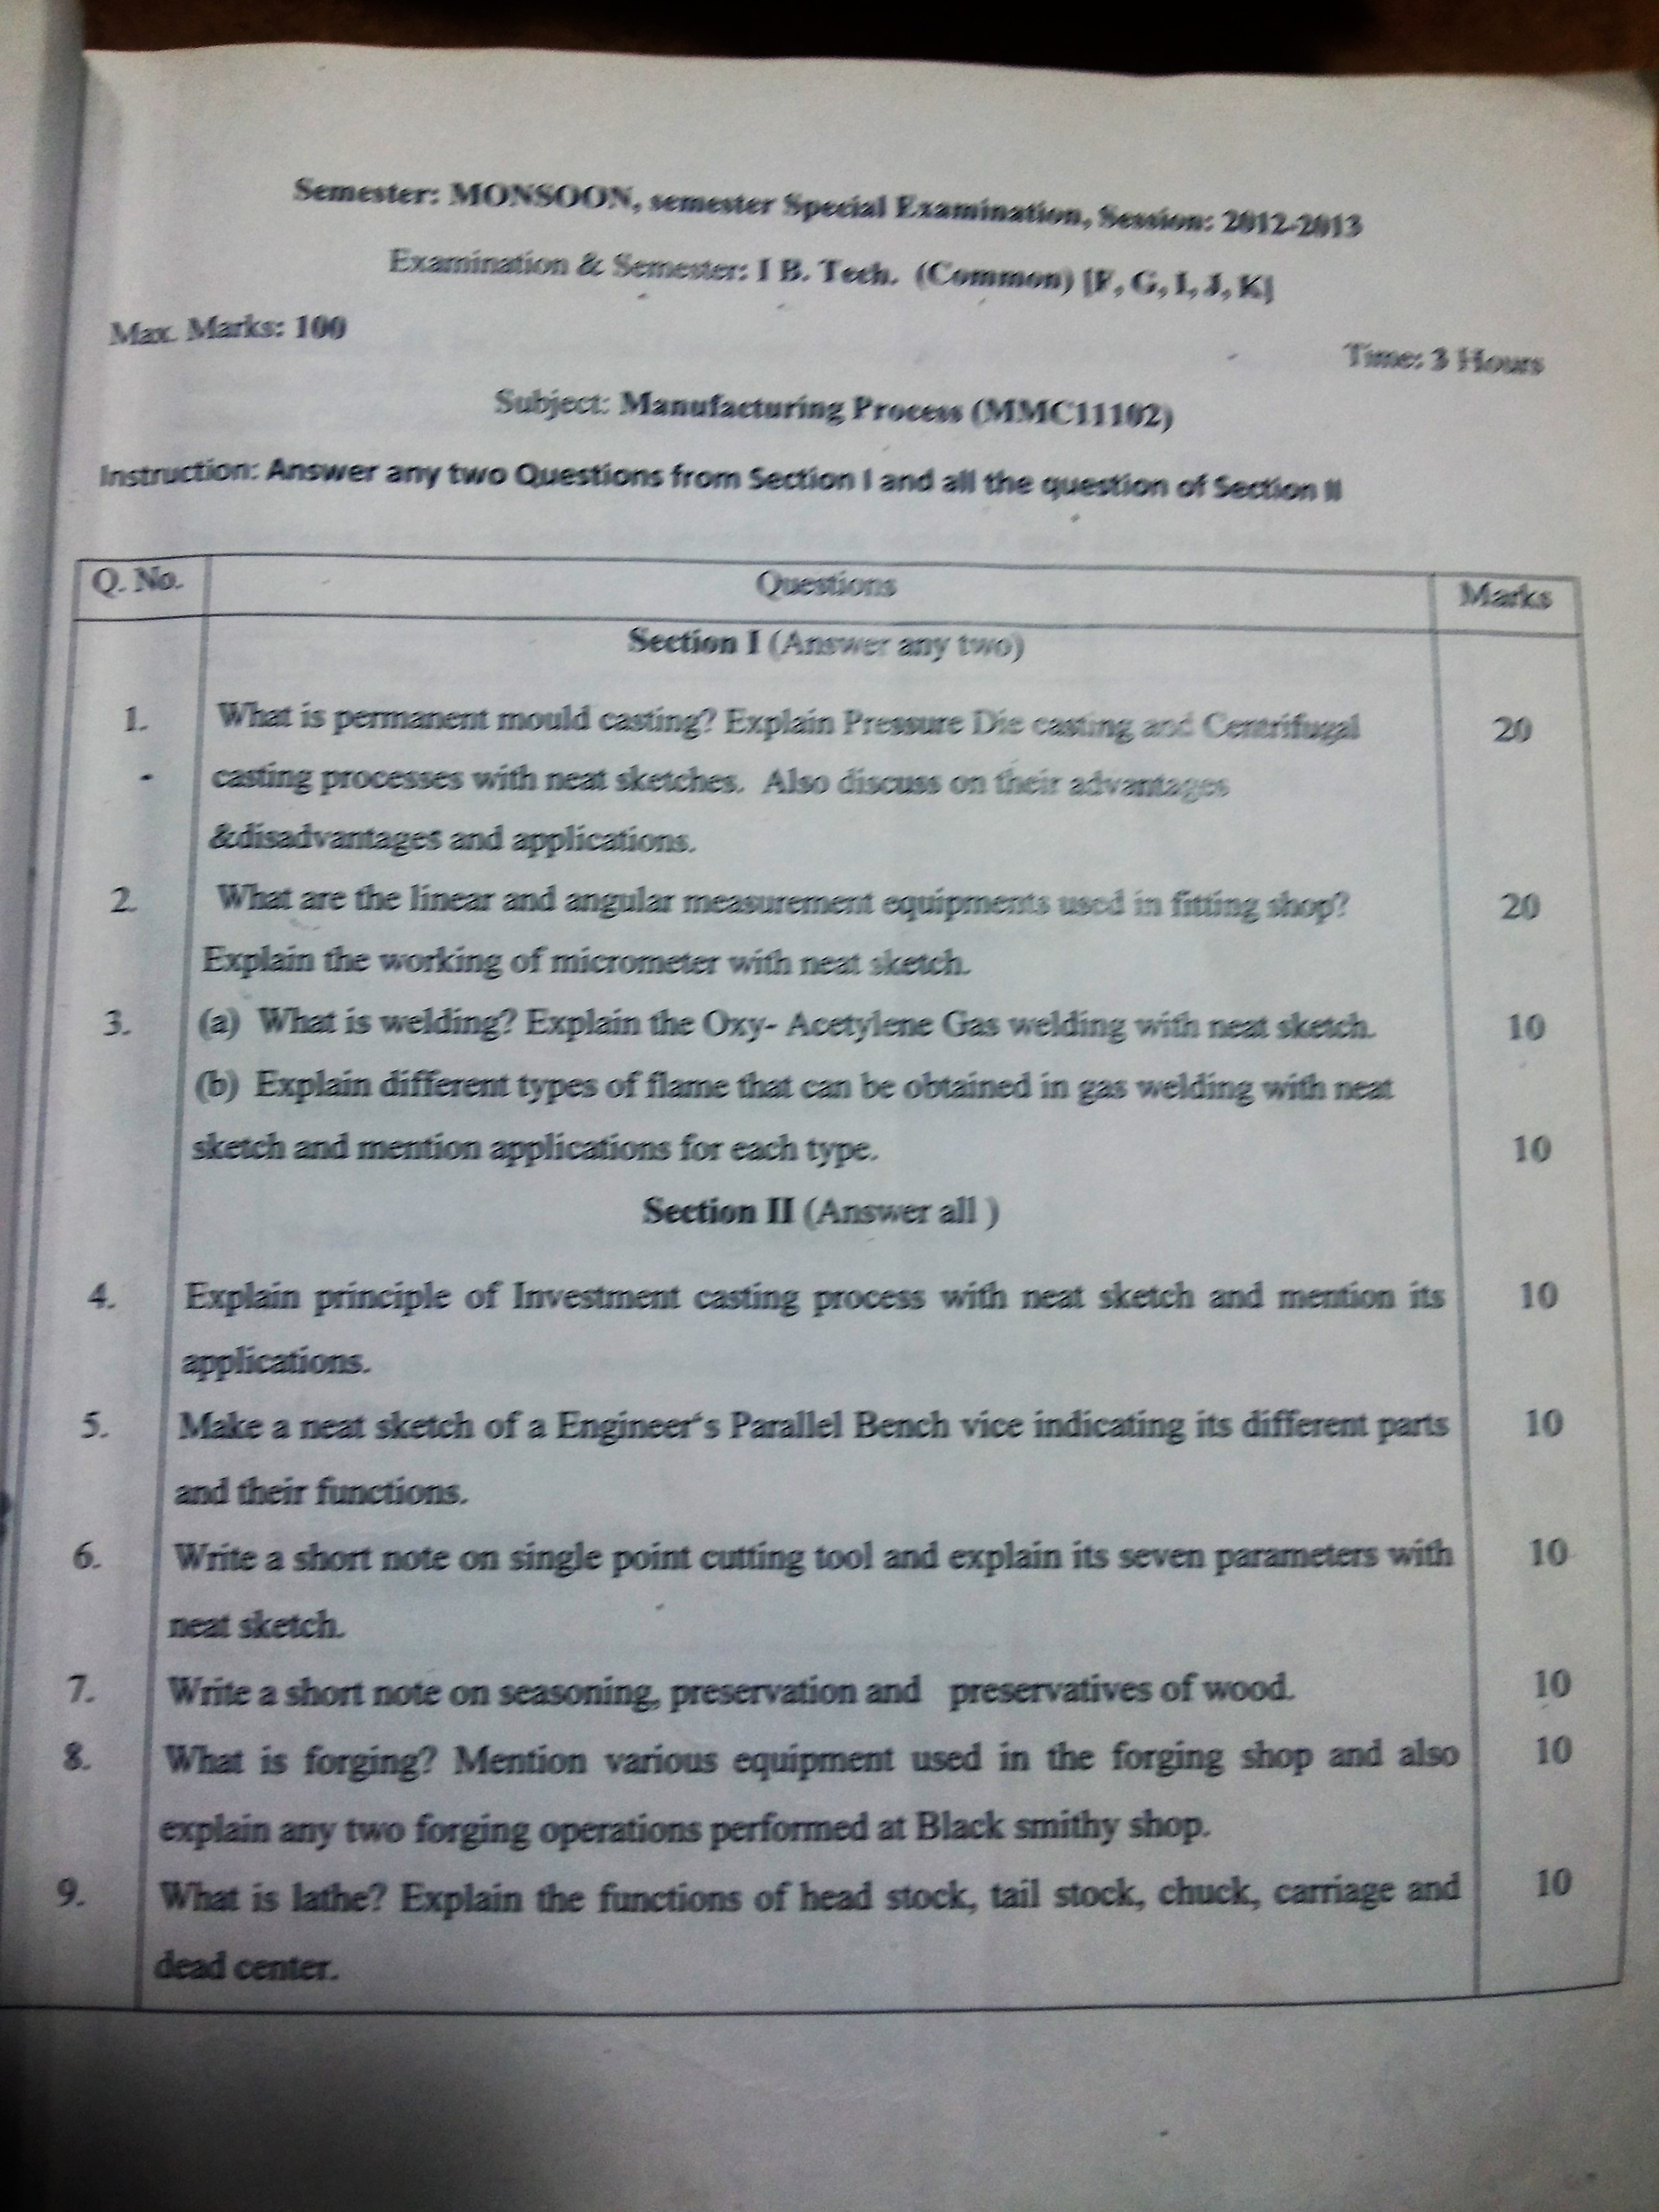 Semester: MONSOON, semester Special Examination, Session: 2012-2013
Examination & Semester: I B. Tech. (Common) [F, G, I, J, K]
Max. Marks: 100
Time: 3 Hours
Subject: Manufacturing Process (MMC11102)
Instruction: Answer any two Questions from Section I and all the question of Section II
Q. No. Questions Marks
Section I (Answer any two)
1. What is permanent mould casting? Explain Pressure Die casting and Centrifugal 20
casting processes with neat sketches. Also discuss on their advantages
&disadvantages and applications.
2. What are the linear and angular measurement equipments used in fitting shop? 20
Explain the working of micrometer with neat sketch.
3. (a) What is welding? Explain the Oxy- Acetylene Gas welding with neat sketch. 10
(b) Explain different types of flame that can be obtained in gas welding with neat
sketch and mention applications for each type. 10
Section II (Answer all )
4. Explain principle of Investment casting process with neat sketch and mention its 10
applications.
5. Make a neat sketch of a Engineer‘s Parallel Bench vice indicating its different parts 10
and their functions.
6. Write a short note on single point cutting tool and explain its seven parameters with 10
neat sketch.
7. Write a short note on seasoning, preservation and preservatives of wood. 10
8. What is forging? Mention various equipment used in the forging shop and also 10
explain any two forging operations performed at Black smithy shop.
9. What is lathe? Explain the functions of head stock, tail stock, chuck, carriage and 10
dead center.